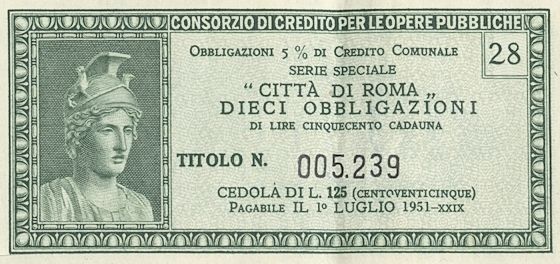 CONSORZIO DI CREDITO PER LE OPERE PUBBLICHE
OBBLIGAZIONI 5 % DI CREDITO COMUNALE
28
SERIE SPECIALE
"CITTÀ DI ROMA„
DIECI OBBLIGAZIONI
DI LIRE CINQUECENTO CADAUNA
TITOLO N. 005.239
CEDOLA DI L. 125 (CENTOVENTICINQUE)
PAGABILE IL 1º LUGLIO 1951-XXIX